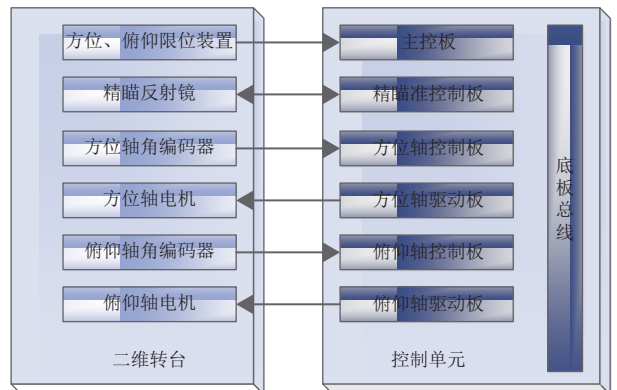 方位、俯仰限位装置
主控板
精瞄反射镜
精瞄准控制板
方位轴角编码器
方位轴控制板
方位轴电机
方位轴驱动板
俯仰轴角编码器
俯仰轴控制板
俯仰轴电机
俯仰轴驱动板
底板总线
二维转台
控制单元